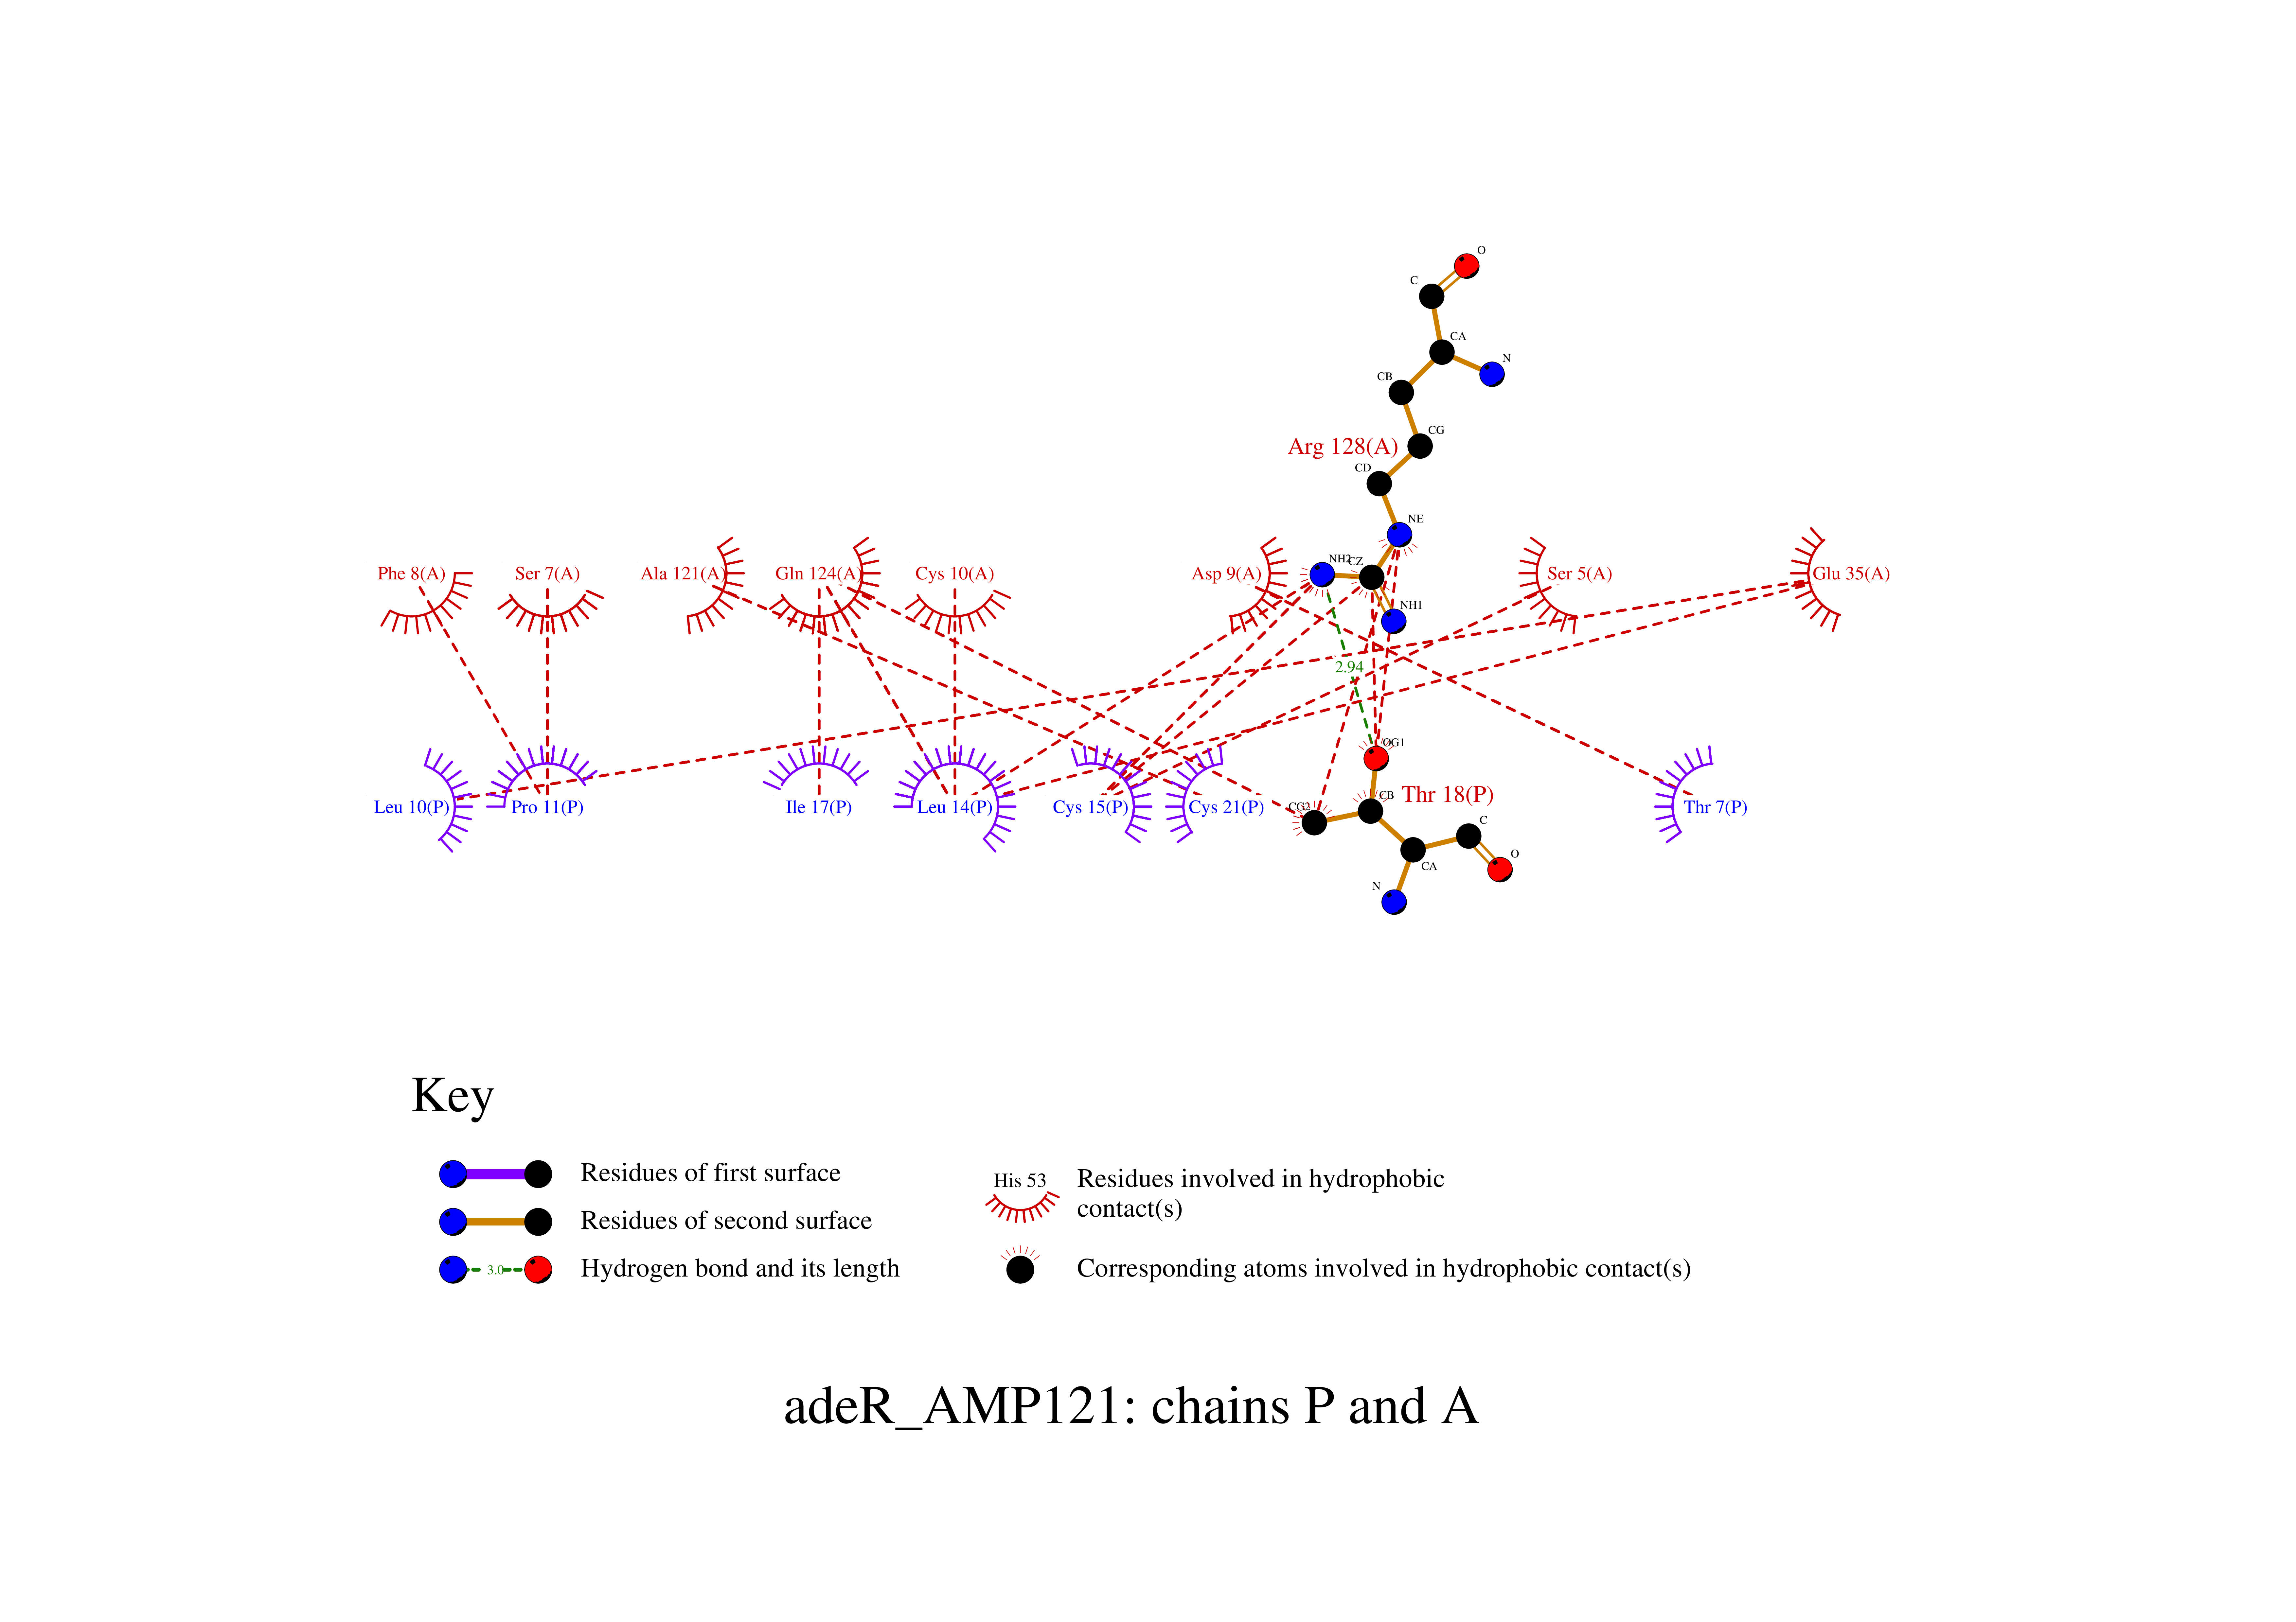 O
C
CA
N
CB
CG
Arg 128(A)
CD
NE
Phe 8(A)
Ser 7(A)
Ala 121(A)
Gln 124(A)
Cys 10(A)
Asp 9(A)
NH2
CZ
Ser 5(A)
Glu 35(A)
NH1
2.94
OG1
Leu 10(P)
Pro 11(P)
Ile 17(P)
Leu 14(P)
Cys 15(P)
Cys 21(P)
CG2
CB
Thr 18(P)
Thr 7(P)
C
O
CA
N
Key
Residues of first surface
Residues of second surface
3.0
Hydrogen bond and its length
His 53
Residues involved in hydrophobic
contact(s)
Corresponding atoms involved in hydrophobic contact(s)
adeR_AMP121: chains P and A